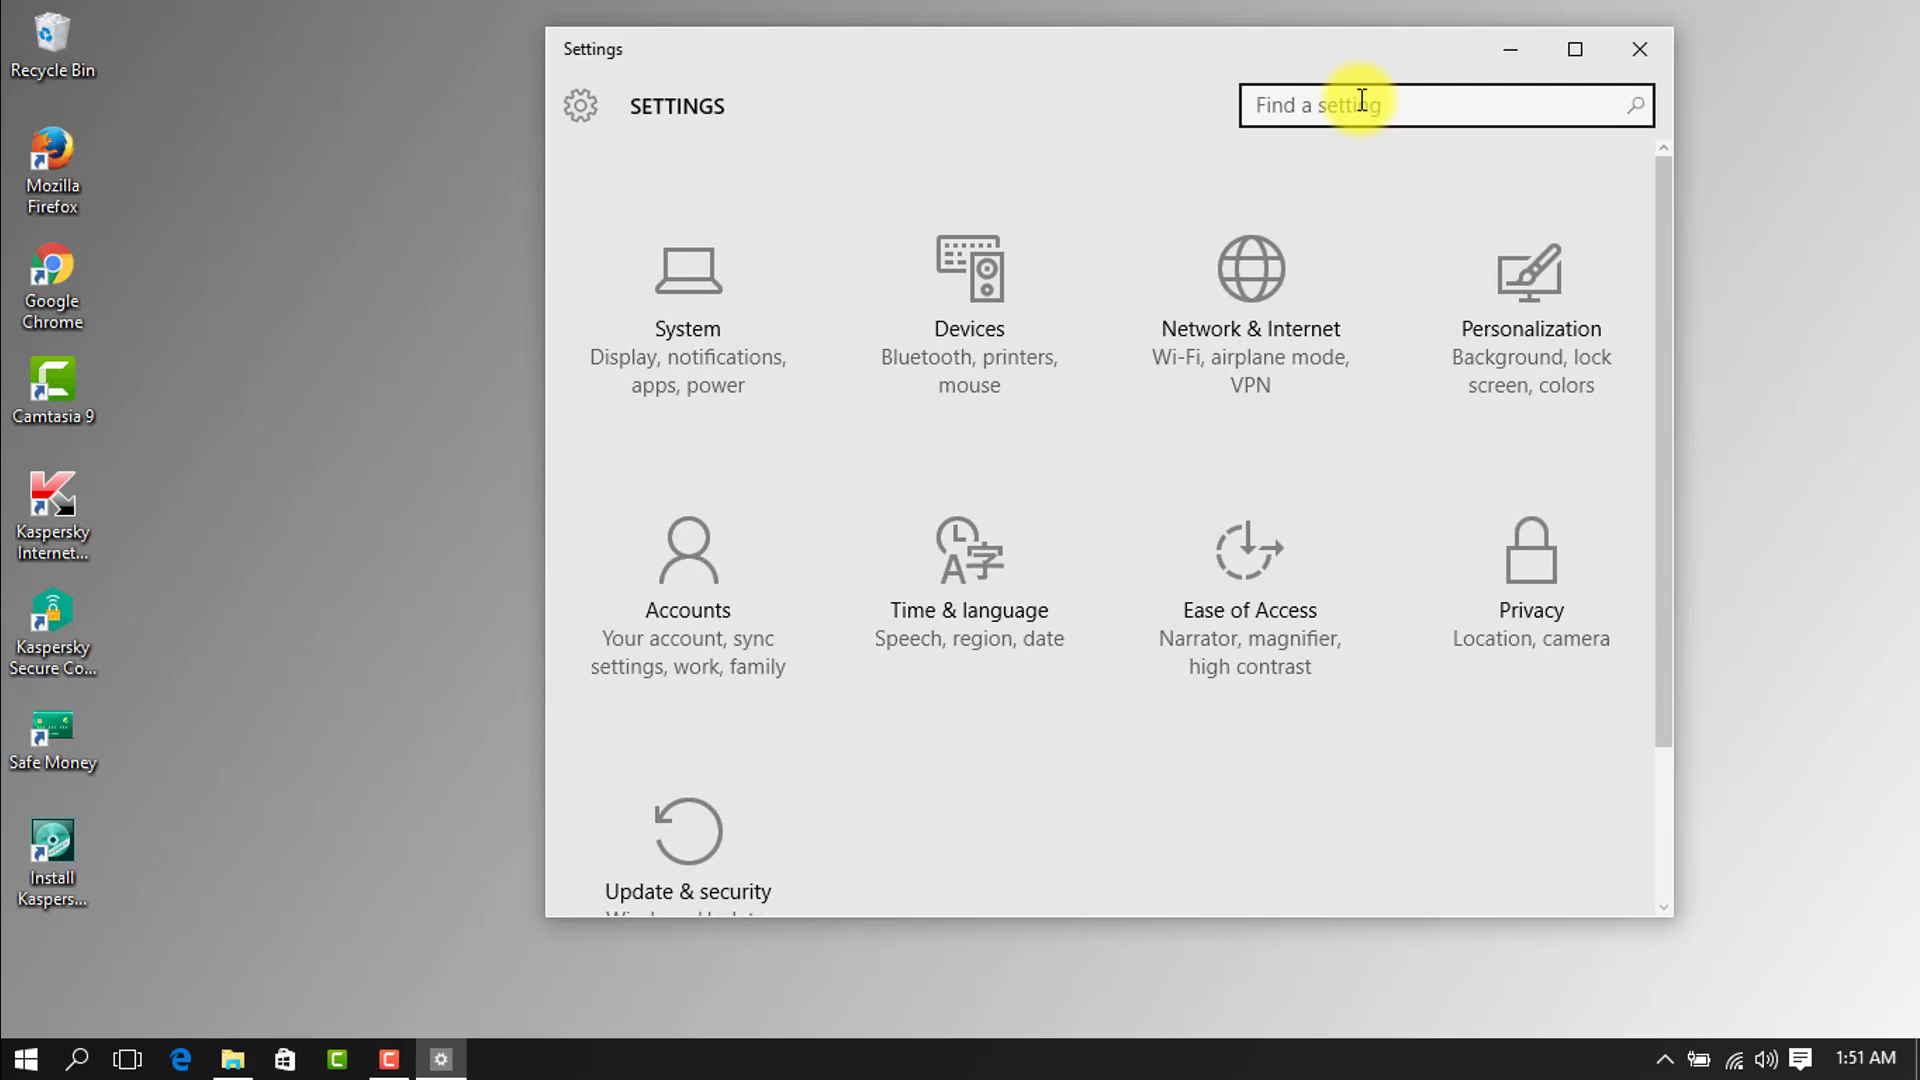 Recycle Bin
Mozilla
Firefox
Google
Chrome
Camtasia 9
Kaspersky
Internet...
Kaspersky
Secure Co...
Safe Money
Install
Kaspers...
Settings
SETTINGS
Find a setting
System
Display, notifications,
apps, power
Devices
Bluetooth, printers,
mouse
Network & Internet
Wi-Fi, airplane mode,
VPN
Personalization
Background, lock
screen, colors
Accounts
Your account, sync
settings, work, family
Time & language
Speech, region, date
Ease of Access
Narrator, magnifier,
high contrast
Privacy
Location, camera
Update & security
1:51 AM